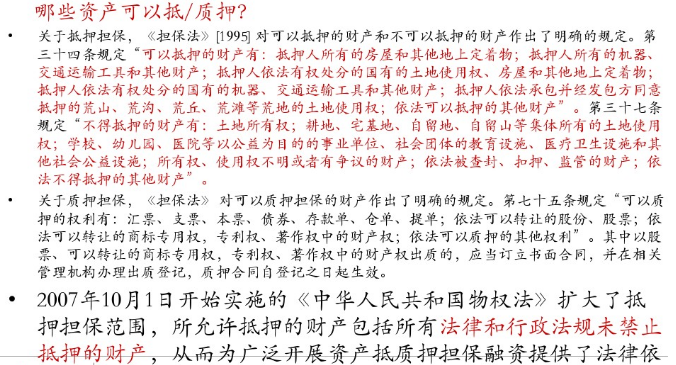 哪些资产可以抵/质押?
• 关于抵押担保，《担保法》[1995] 对可以抵押的财产和不可以抵押的财产作出了明确的规定。第
三十四条规定“可以抵押的财产有：抵押人所有的房屋和其他地上定着物；抵押人所有的机器、
交通运输工具和其他财产；抵押人依法有权处分的国有的土地使用权、房屋和其他地上定着物；
抵押人依法有权处分的国有的机器、交通运输工具和其他财产；抵押人依法承包并经发包方同意
抵押的荒山、荒沟、荒丘、荒滩等荒地的土地使用权；依法可以抵押的其他财产”。第三十七条
规定“不得抵押的财产有：土地所有权；耕地、宅基地、自留地、自留山等集体所有的土地使用
权；学校、幼儿园、医院等以公益为目的的事业单位、社会团体的教育设施、医疗卫生设施和其
他社会公益设施；所有权、使用权不明或者有争议的财产；依法被查封、扣押、监管的财产；依
法不得抵押的其他财产”。
• 关于质押担保，《担保法》 对可以质押担保的财产作出了明确的规定。第七十五条规定“可以质
押的权利有：汇票、支票、本票、债券、存款单、仓单、提单；依法可以转让的股份、股票；依
法可以转让的商标专用权，专利权、著作权中的财产权；依法可以质押的其他权利”。其中以股
票、可以转让的商标专用权，专利权、著作权中的财产权出质的，应当订立书面合同，并在相关
管理机构办理出质登记，质押合同自登记之日起生效。
• 2007年10月1日开始实施的《中华人民共和国物权法》扩大了抵
押担保范围，所允许抵押的财产包括所有法律和行政法规未禁止
抵押的财产，从而为广泛开展资产抵质押担保融资提供了法律依